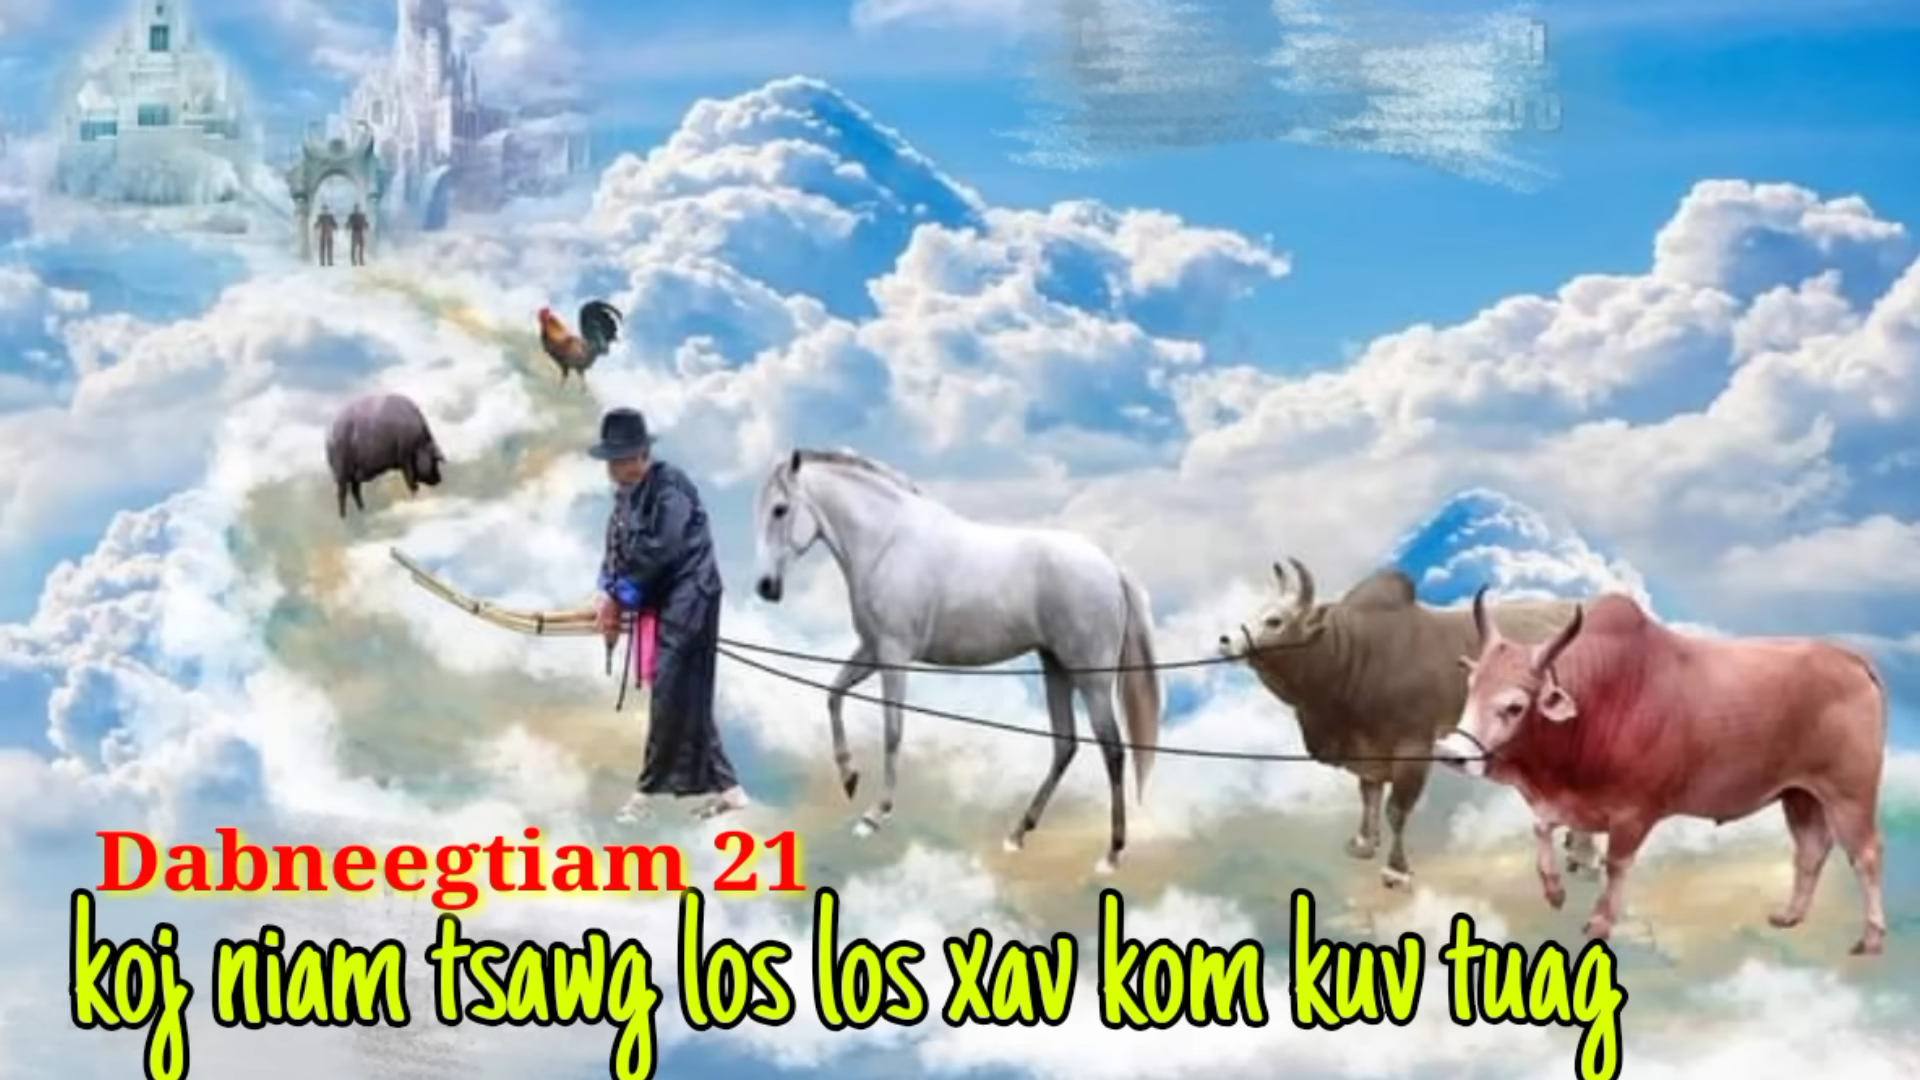 Dabneegtiam 21
koj niam tsawg los los xav kom kuv tuag